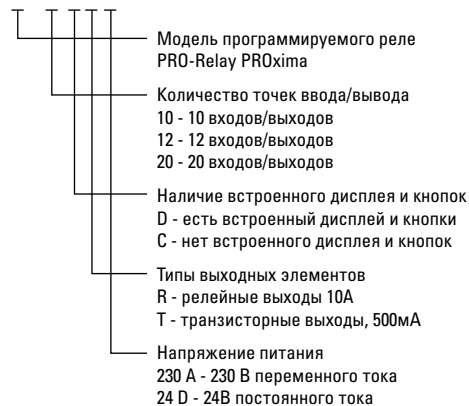 Модель программируемого реле
PRO-Relay PROxima
Количество точек ввода/вывода
10 - 10 входов/выходов
12 - 12 входов/выходов
20 - 20 входов/выходов
Наличие встроенного дисплея и кнопок
D - есть встроенный дисплей и кнопки
C - нет встроенного дисплея и кнопок
Типы выходных элементов
R - релейные выходы 10А
T - транзисторные выходы, 500мА
Напряжение питания
230 А - 230 В переменного тока
24 D - 24В постоянного тока